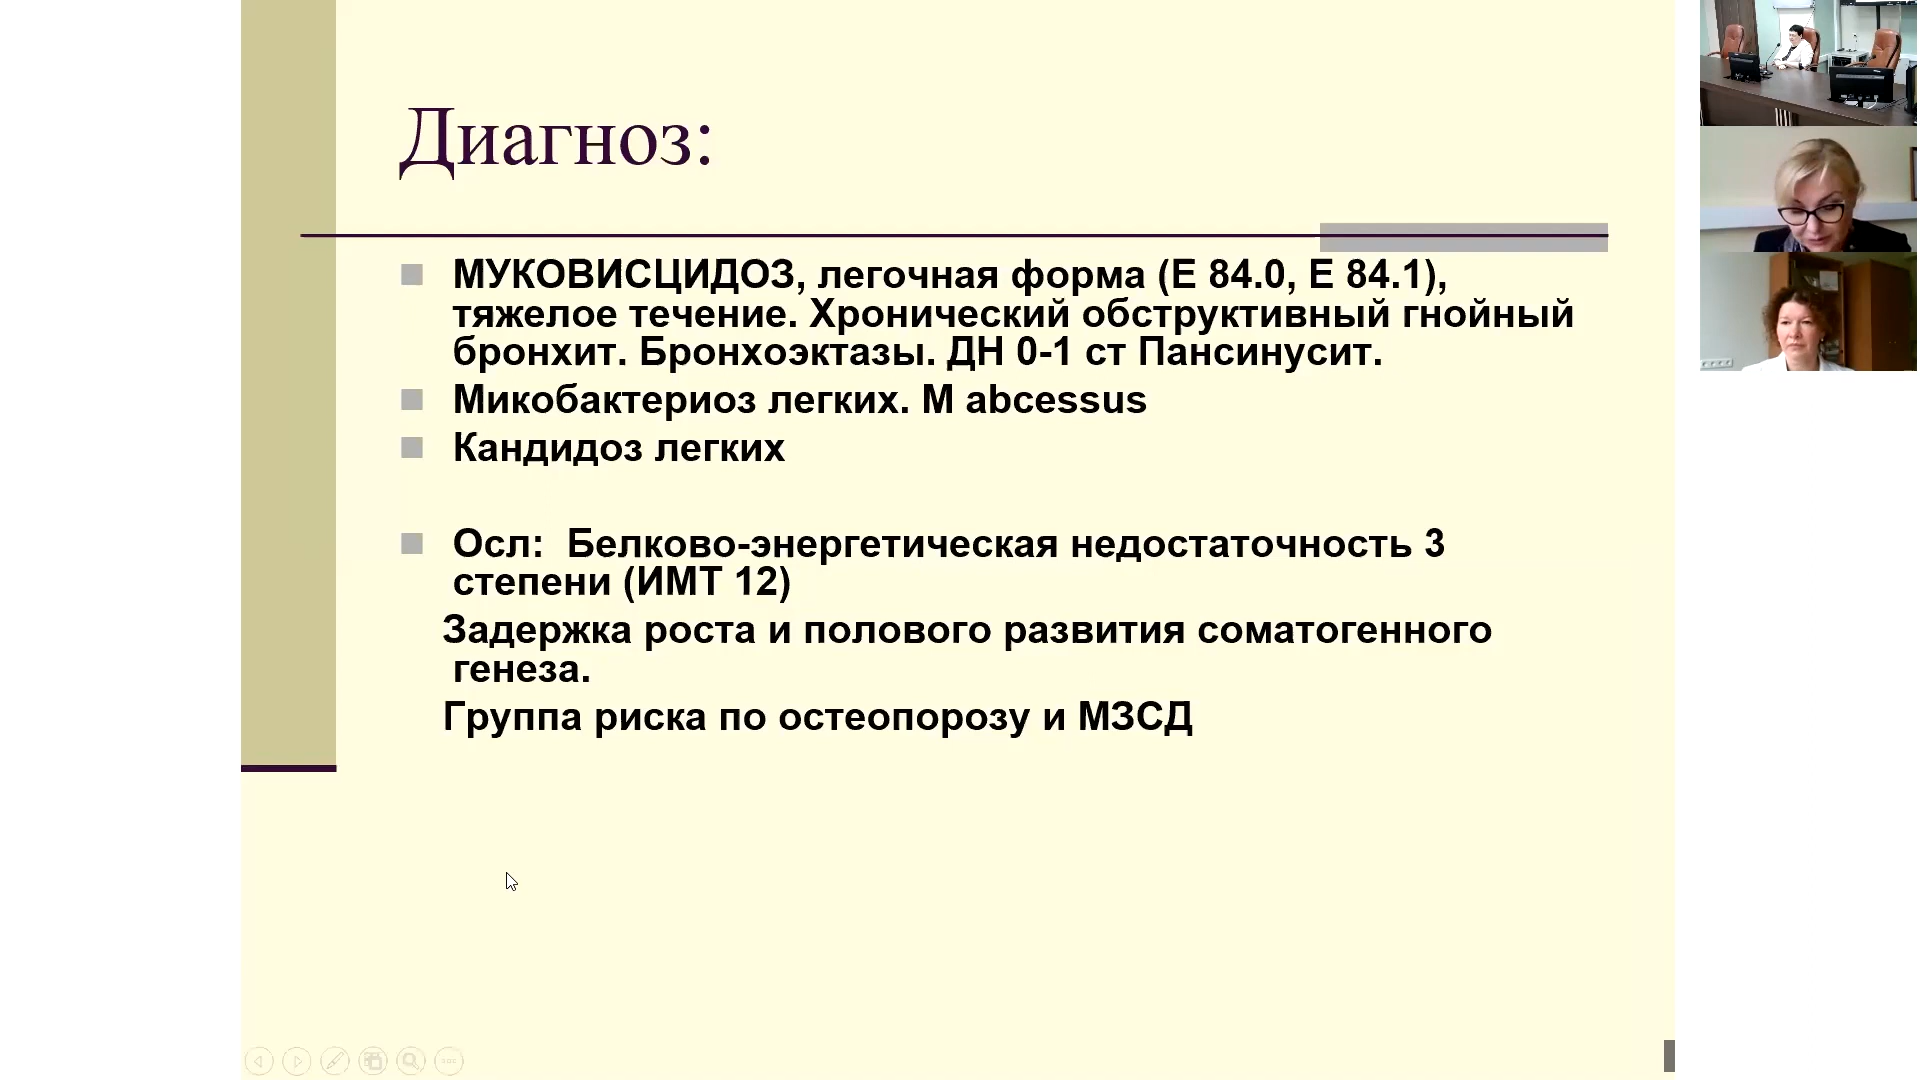 Диагноз:
МУКОВИСЦИДОЗ, легочная форма (Е 84.0, Е 84.1),
тяжелое течение. Хронический обструктивный гнойный
бронхит. Бронхоэктазы. ДН 0-1 ст Пансинусит.
Микобактериоз легких. M abcessus
Кандидоз легких
Осл: Белково-энергетическая недостаточность 3
степени (ИМТ 12)
Задержка роста и полового развития соматогенного
генеза.
Группа риска по остеопорозу и МЗСД